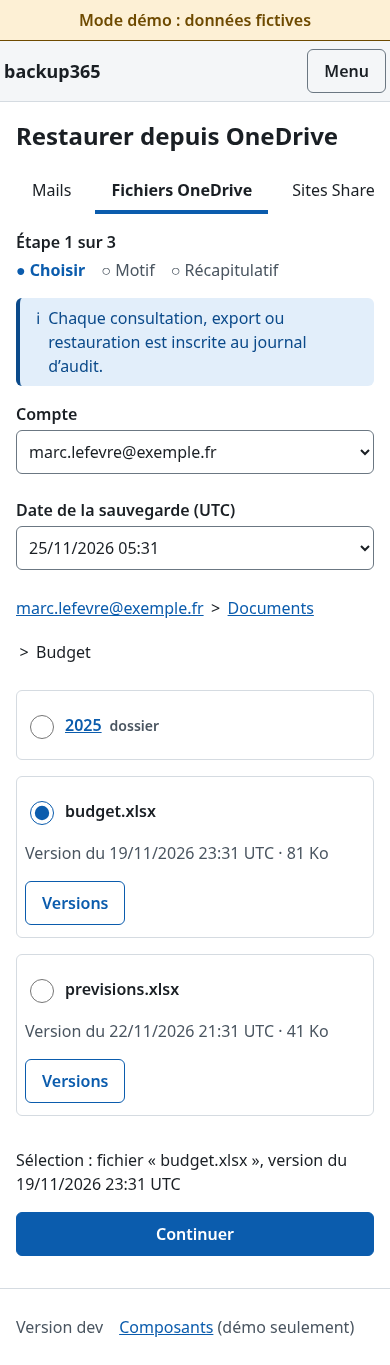 Mode démo : données fictives
backup365
Menu
Restaurer depuis OneDrive
Mails
Fichiers OneDrive
Sites Share
Étape 1 sur 3
● Choisir ○ Motif ○ Récapitulatif
i Chaque consultation, export ou
restauration est inscrite au journal
d’audit.
Compte
marc.lefevre@exemple.fr
Date de la sauvegarde (UTC)
25/11/2026 05:31
marc.lefevre@exemple.fr > Documents
> Budget
2025 dossier
budget.xlsx
Version du 19/11/2026 23:31 UTC · 81 Ko
Versions
previsions.xlsx
Version du 22/11/2026 21:31 UTC · 41 Ko
Versions
Sélection : fichier « budget.xlsx », version du
19/11/2026 23:31 UTC
Continuer
Version dev Composants (démo seulement)